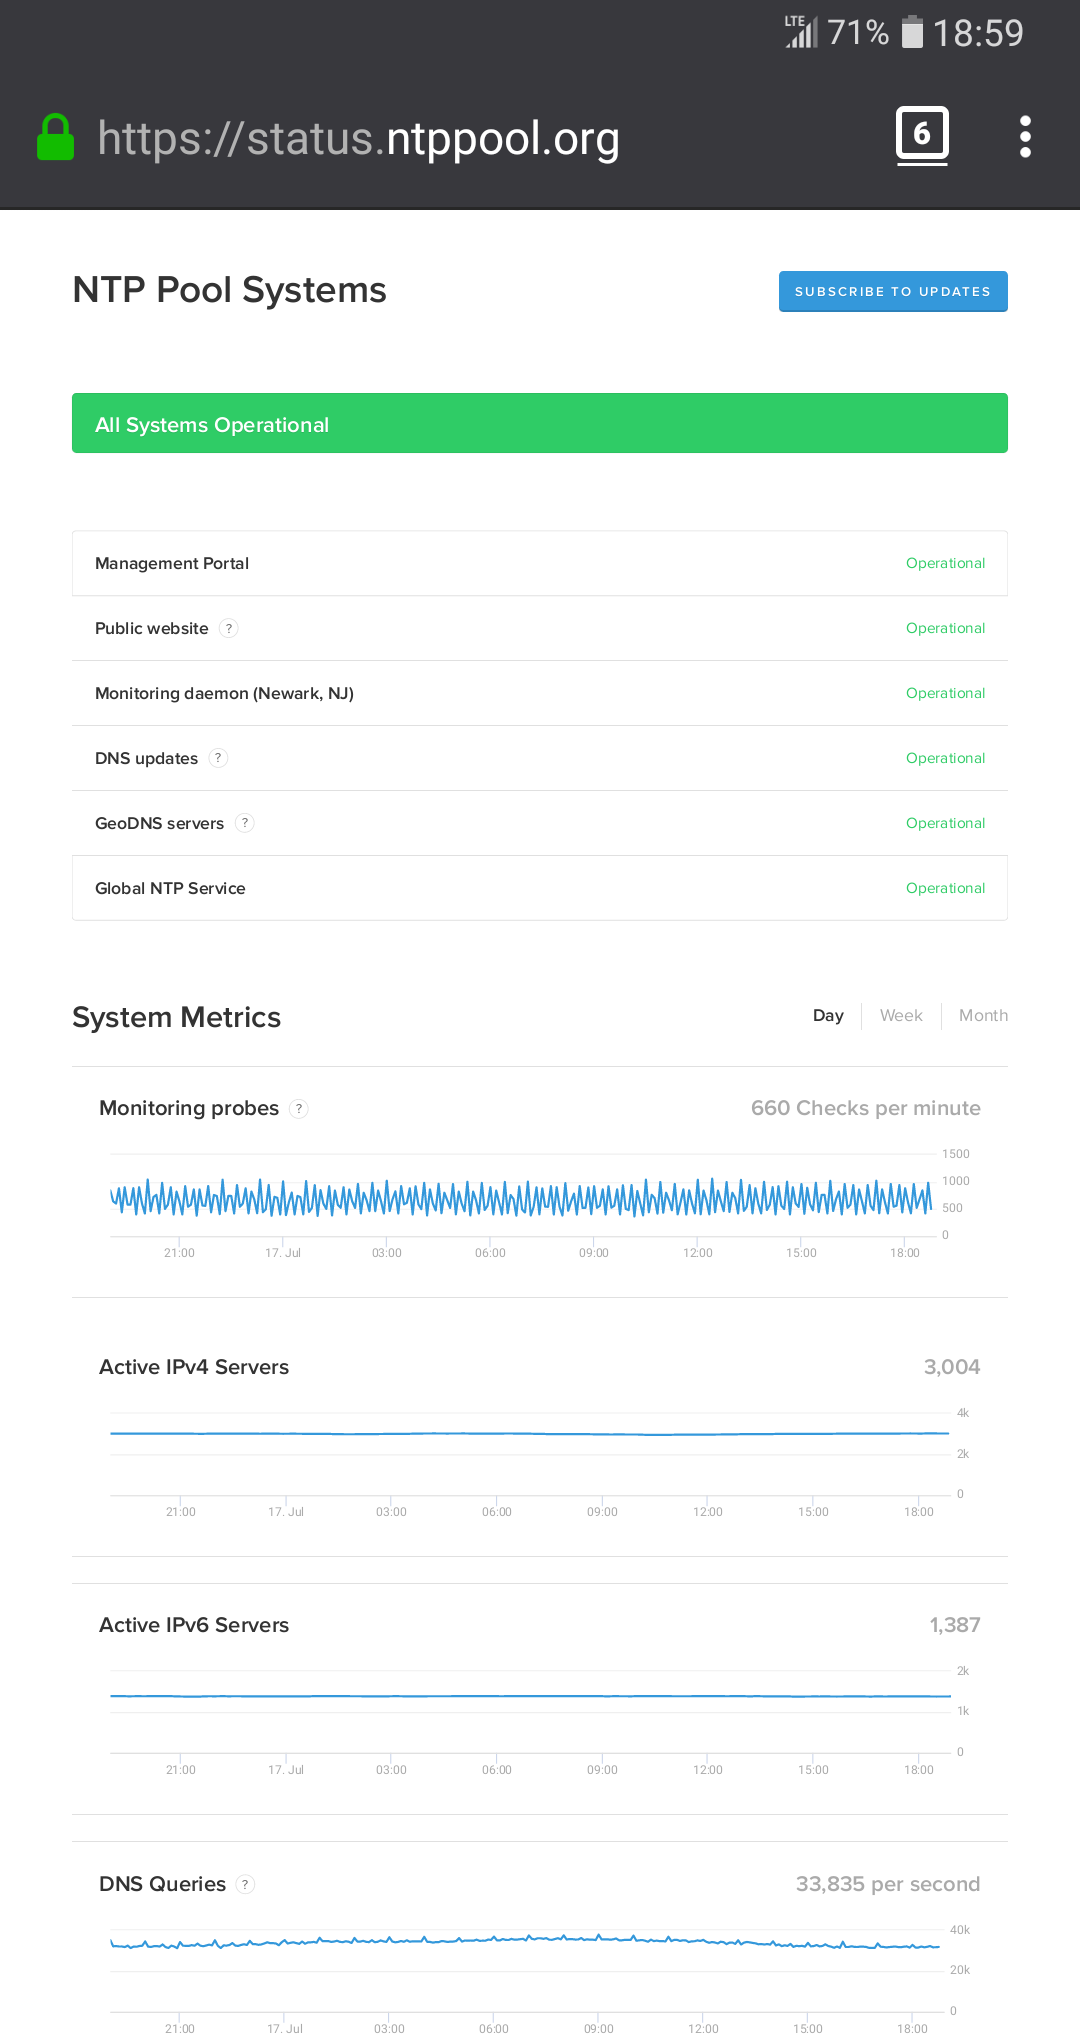 LTE 71% 18:59
https://status.ntppool.org 6
NTP Pool Systems SUBSCRIBE TO UPDATES
All Systems Operational
Management Portal Operational
Public website ? Operational
Monitoring daemon (Newark, NJ) Operational
DNS updates ? Operational
GeoDNS servers ? Operational
Global NTP Service Operational
System Metrics Day Week Month
Monitoring probes ? 660 Checks per minute
1500
1000
500
0
21:00 17. Jul 03:00 06:00 09:00 12:00 15:00 18:00
Active IPv4 Servers 3,004
4k
2k
0
21:00 17. Jul 03:00 06:00 09:00 12:00 15:00 18:00
Active IPv6 Servers 1,387
2k
1k
0
21:00 17. Jul 03:00 06:00 09:00 12:00 15:00 18:00
DNS Queries ? 33,835 per second
40k
20k
0
21:00 17. Jul 03:00 06:00 09:00 12:00 15:00 18:00